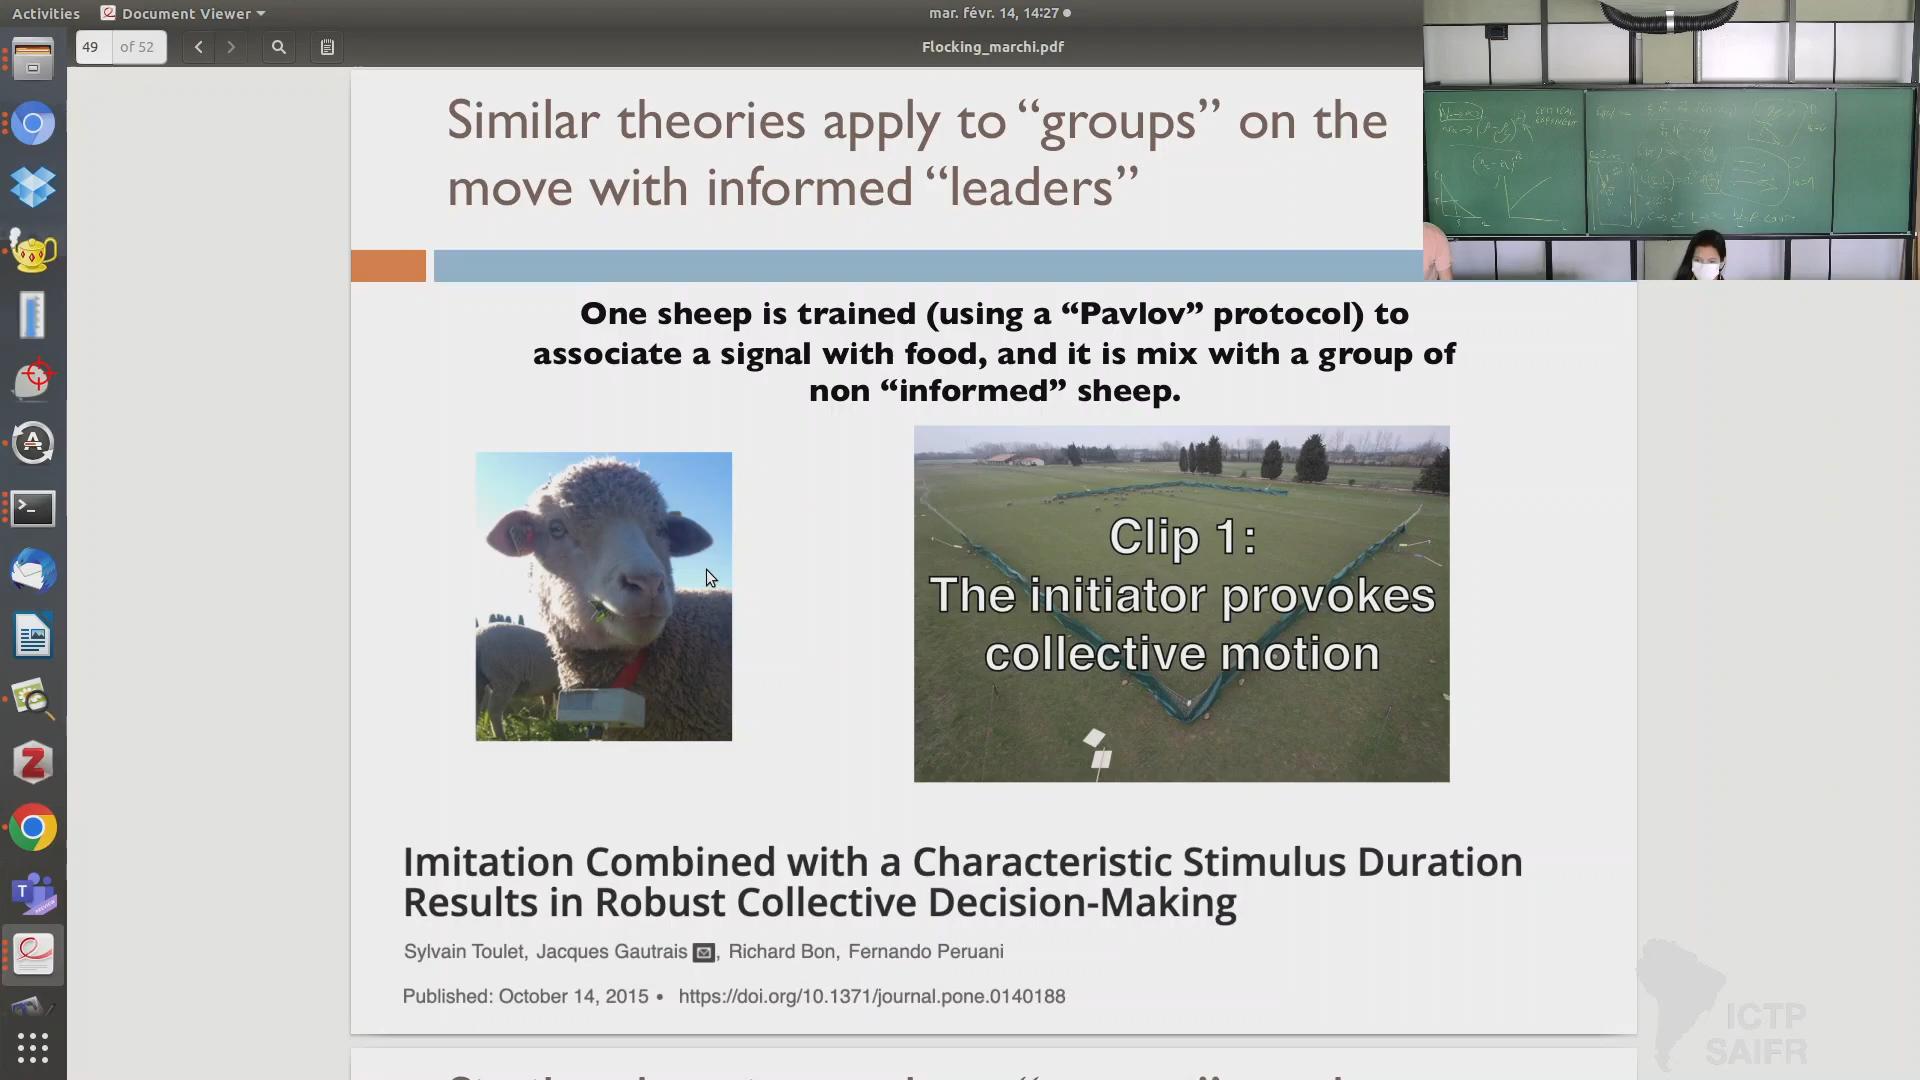 Activities
Document Viewer
mar. févr. 14, 14:27
49
of 52
Flocking_marchi.pdf
Similar theories apply to “groups” on the
move with informed “leaders”
One sheep is trained (using a “Pavlov” protocol) to
associate a signal with food, and it is mix with a group of
non “informed” sheep.
Clip 1:
The initiator provokes
collective motion
Imitation Combined with a Characteristic Stimulus Duration
Results in Robust Collective Decision-Making
Sylvain Toulet, Jacques Gautrais , Richard Bon, Fernando Peruani
Published: October 14, 2015 • https://doi.org/10.1371/journal.pone.0140188
ICTP
SAIFR